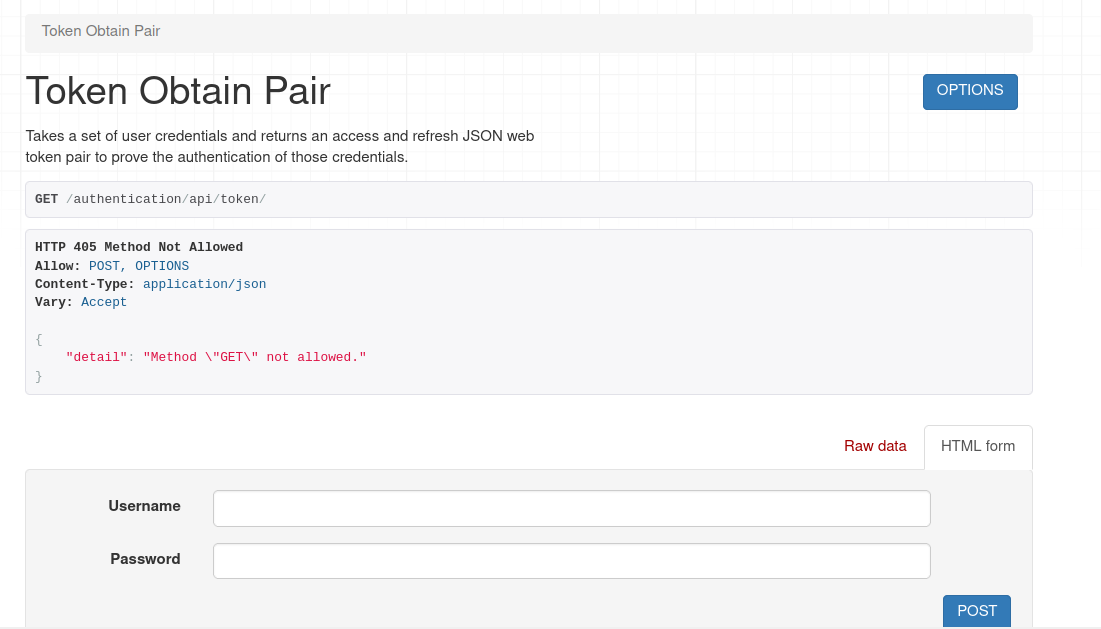 Token Obtain Pair
Token Obtain Pair
OPTIONS
Takes a set of user credentials and returns an access and refresh JSON web
token pair to prove the authentication of those credentials.
GET /authentication/api/token/
HTTP 405 Method Not Allowed
Allow: POST, OPTIONS
Content-Type: application/json
Vary: Accept
{
    "detail": "Method \"GET\" not allowed."
}
Raw data
HTML form
Username
Password
POST